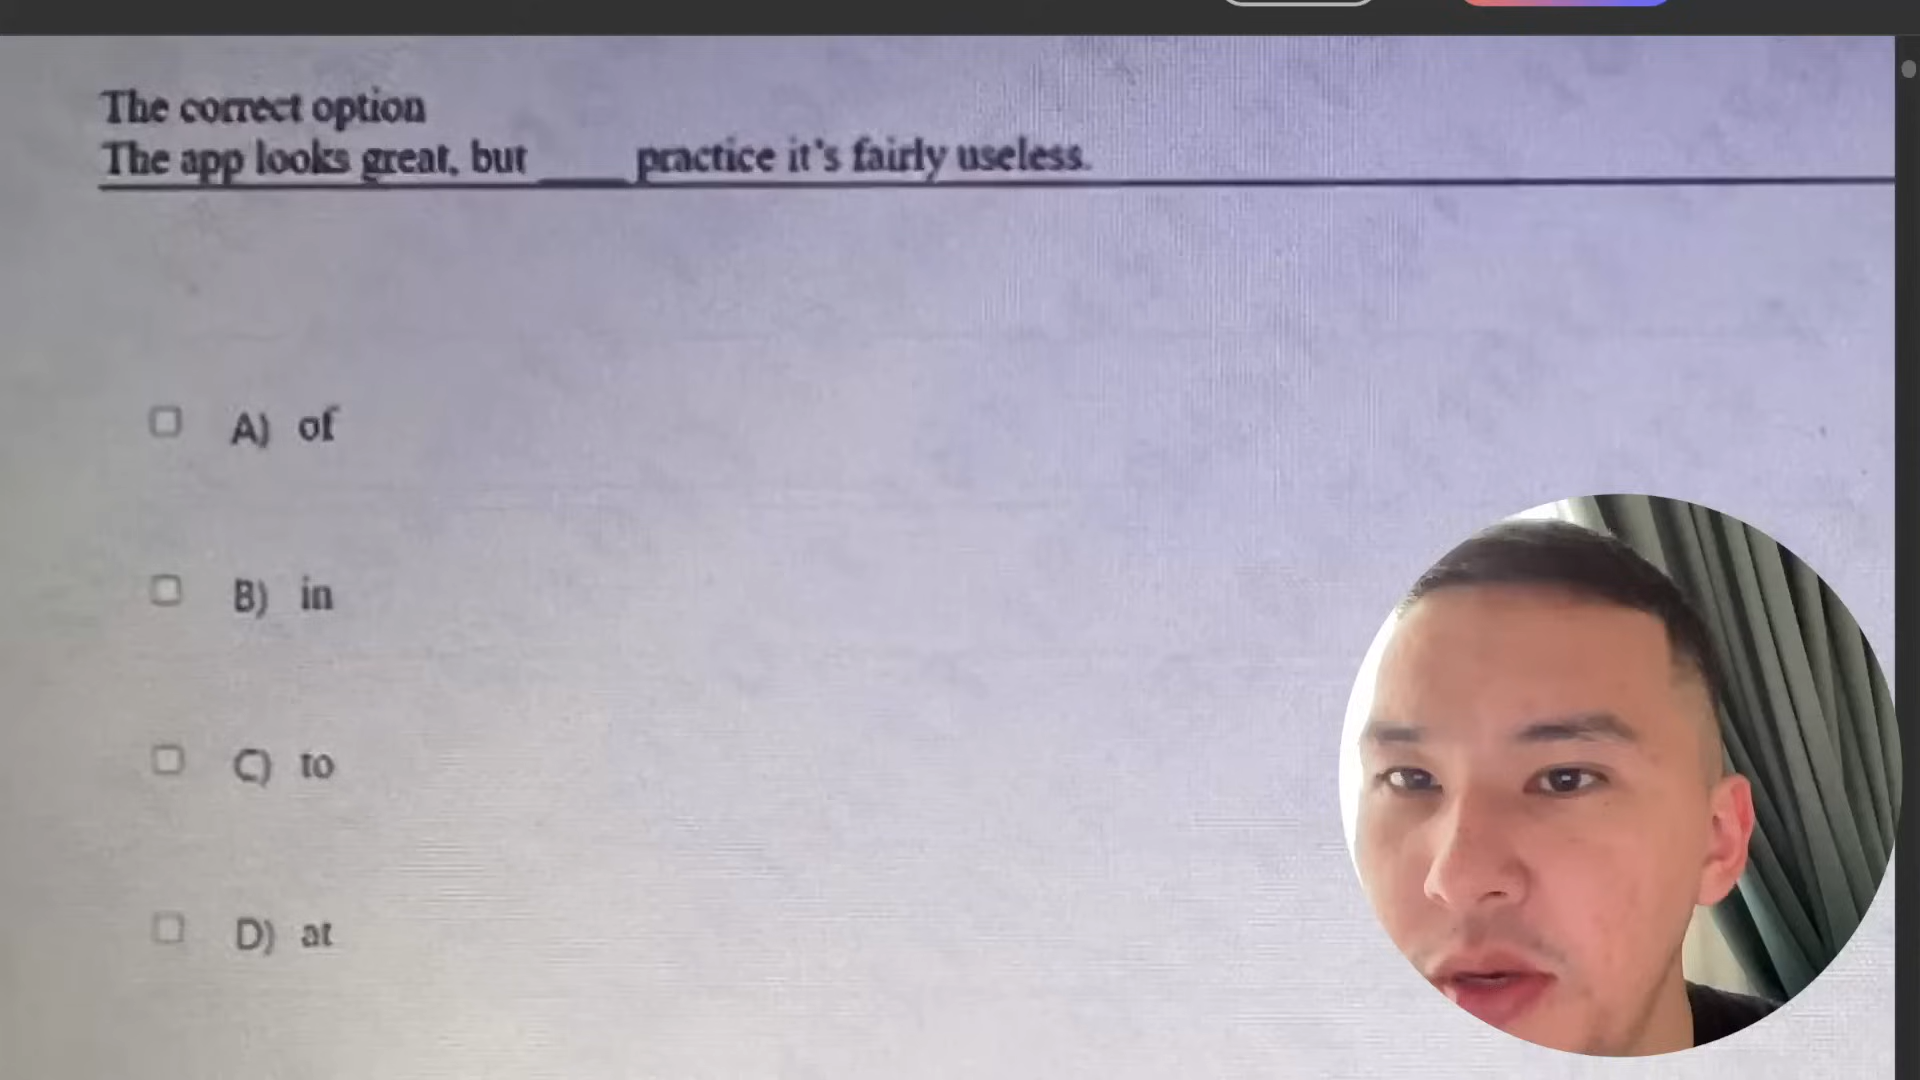 The correct option
The app looks great, but ____ practice it's fairly useless.
A) of
B) in
C) to
D) at